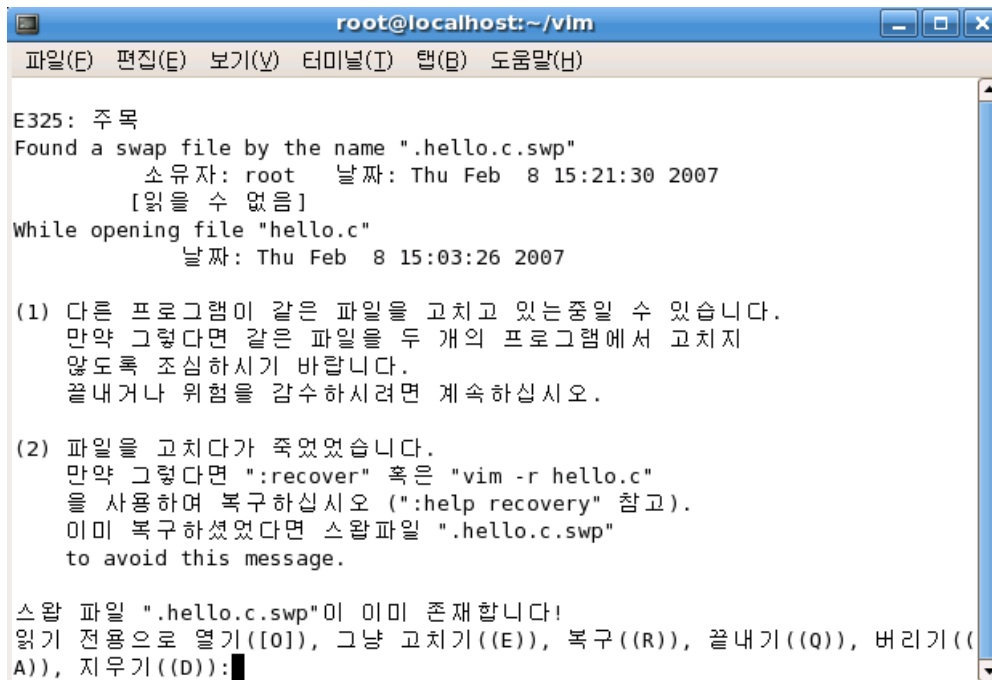 root@localhost:~/vim
파일(F) 편집(E) 보기(V) 터미널(T) 탭(B) 도움말(H)
E325: 주목
Found a swap file by the name ".hello.c.swp"
소유자: root 날짜: Thu Feb 8 15:21:30 2007
[읽을 수 없음]
While opening file "hello.c"
날짜: Thu Feb 8 15:03:26 2007
(1) 다른 프로그램이 같은 파일을 고치고 있는중일 수 있습니다.
만약 그렇다면 같은 파일을 두 개의 프로그램에서 고치지
않도록 조심하시기 바랍니다.
끝내거나 위험을 감수하시려면 계속하십시오.
(2) 파일을 고치다가 죽었었습니다.
만약 그렇다면 ":recover" 혹은 "vim -r hello.c"
을 사용하여 복구하십시오 (":help recovery" 참고).
이미 복구하셨었다면 스왑파일 ".hello.c.swp"
to avoid this message.
스왑 파일 ".hello.c.swp"이 이미 존재합니다!
읽기 전용으로 열기([O]), 그냥 고치기((E)), 복구((R)), 끝내기((Q)), 버리기((
A)), 지우기((D)):